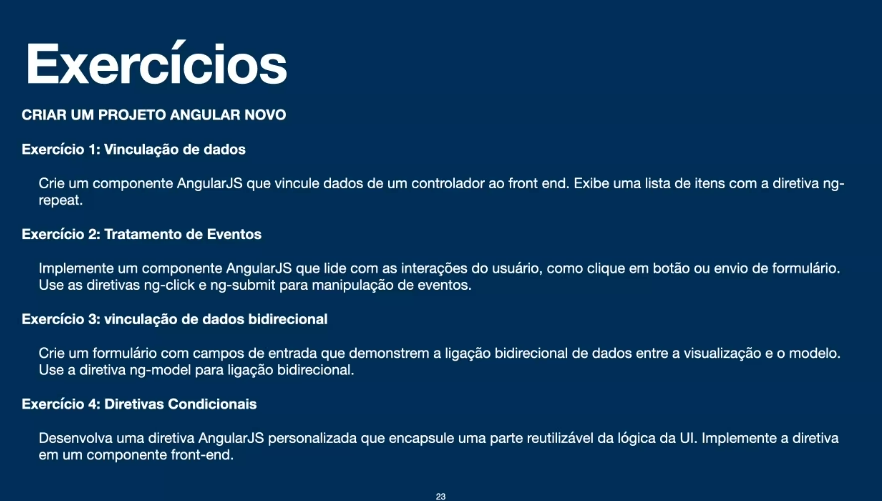 Exercícios
CRIAR UM PROJETO ANGULAR NOVO
Exercício 1: Vinculação de dados
Crie um componente AngularJS que vincule dados de um controlador ao front end. Exibe uma lista de itens com a diretiva ng-
repeat.
Exercício 2: Tratamento de Eventos
Implemente um componente AngularJS que lide com as interações do usuário, como clique em botão ou envio de formulário.
Use as diretivas ng-click e ng-submit para manipulação de eventos.
Exercício 3: vinculação de dados bidirecional
Crie um formulário com campos de entrada que demonstrem a ligação bidirecional de dados entre a visualização e o modelo.
Use a diretiva ng-model para ligação bidirecional.
Exercício 4: Diretivas Condicionais
Desenvolva uma diretiva AngularJS personalizada que encapsule uma parte reutilizável da lógica da UI. Implemente a diretiva
em um componente front-end.
23